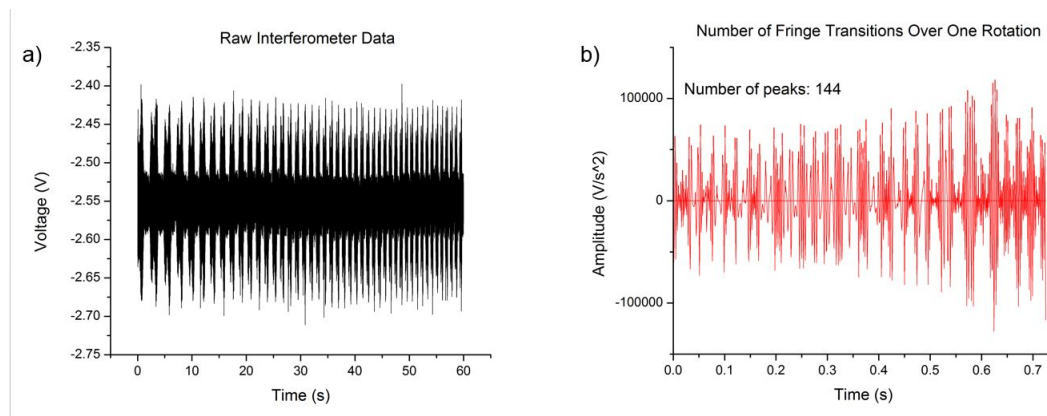 a)
Raw Interferometer Data
-2.35
-2.40
-2.45
-2.50
-2.55
-2.60
-2.65
-2.70
-2.75
Voltage (V)
0 10 20 30 40 50 60
Time (s)
b)
Number of Fringe Transitions Over One Rotation
Number of peaks: 144
100000
0
-100000
Amplitude (V/s^2)
0.0 0.1 0.2 0.3 0.4 0.5 0.6 0.7
Time (s)